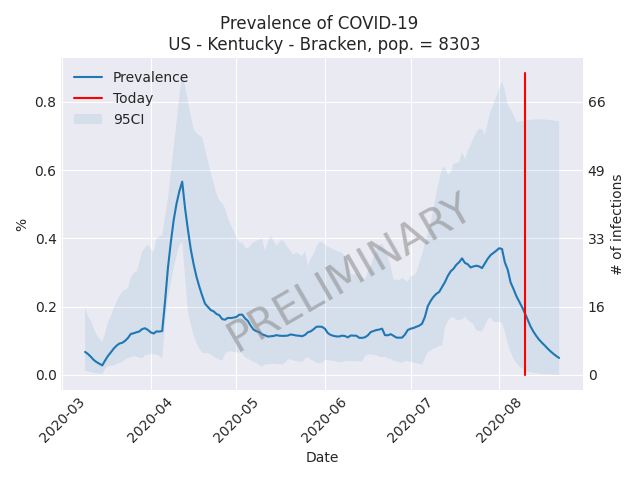 Prevalence of COVID-19
US - Kentucky - Bracken, pop. = 8303
Prevalence
Today
95CI
PRELIMINARY
%
0.8
0.6
0.4
0.2
0.0
66
49
33
16
0
# of infections
2020-03
2020-04
2020-05
2020-06
2020-07
2020-08
Date